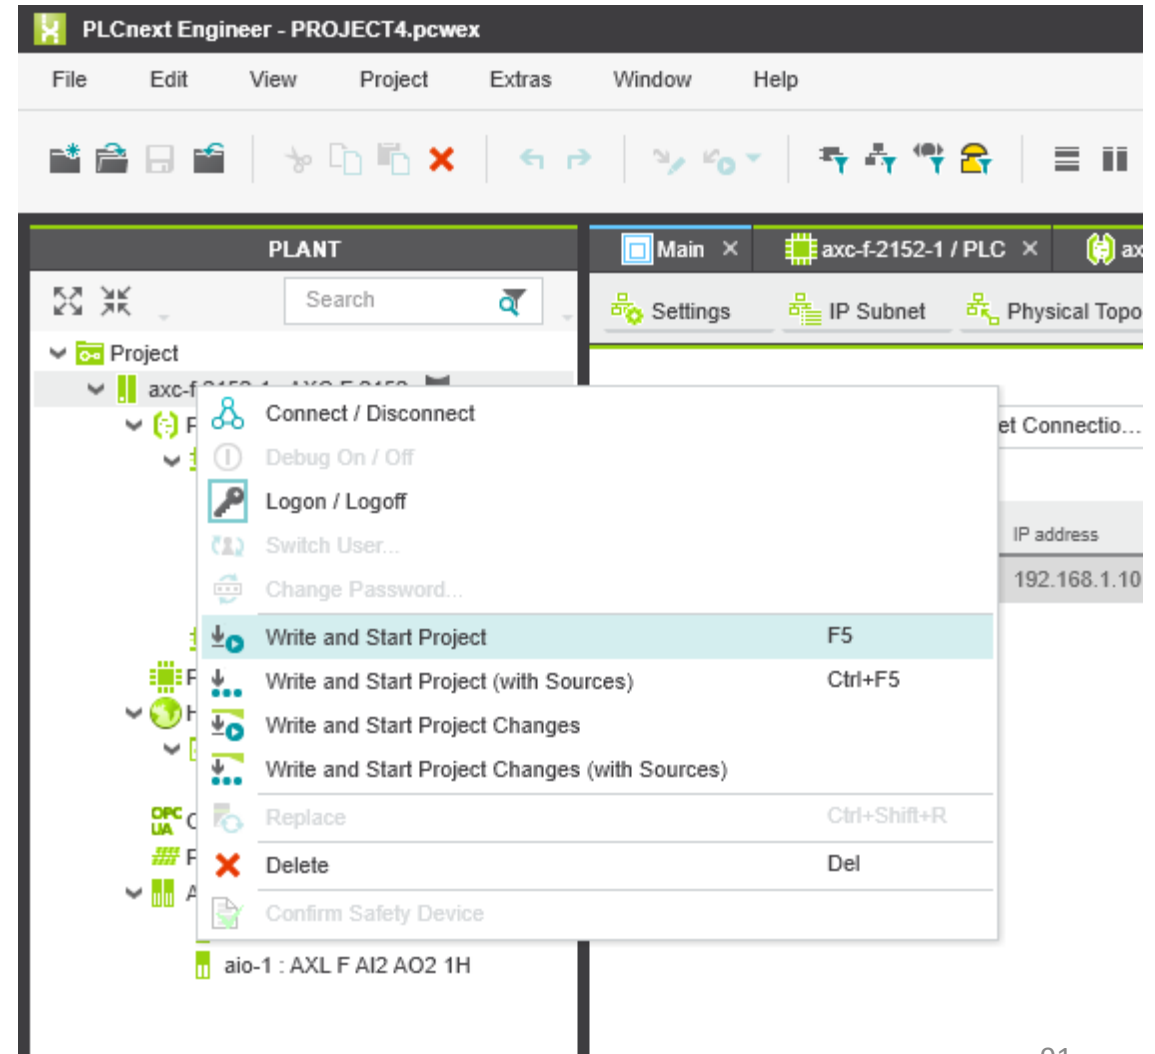 PLCnext Engineer - PROJECT4.pcwex
File Edit View Project Extras Window Help
PLANT
Main × axc-f-2152-1 / PLC × ax
Search
Settings IP Subnet Physical Topo
Project
axc-f
Connect / Disconnect
et Connectio...
Debug On / Off
Logon / Logoff
IP address
Switch User...
192.168.1.10
Change Password...
Write and Start Project F5
Write and Start Project (with Sources) Ctrl+F5
Write and Start Project Changes
Write and Start Project Changes (with Sources)
OPC UA
Replace Ctrl+Shift+R
Delete Del
Confirm Safety Device
aio-1 : AXL F AI2 AO2 1H